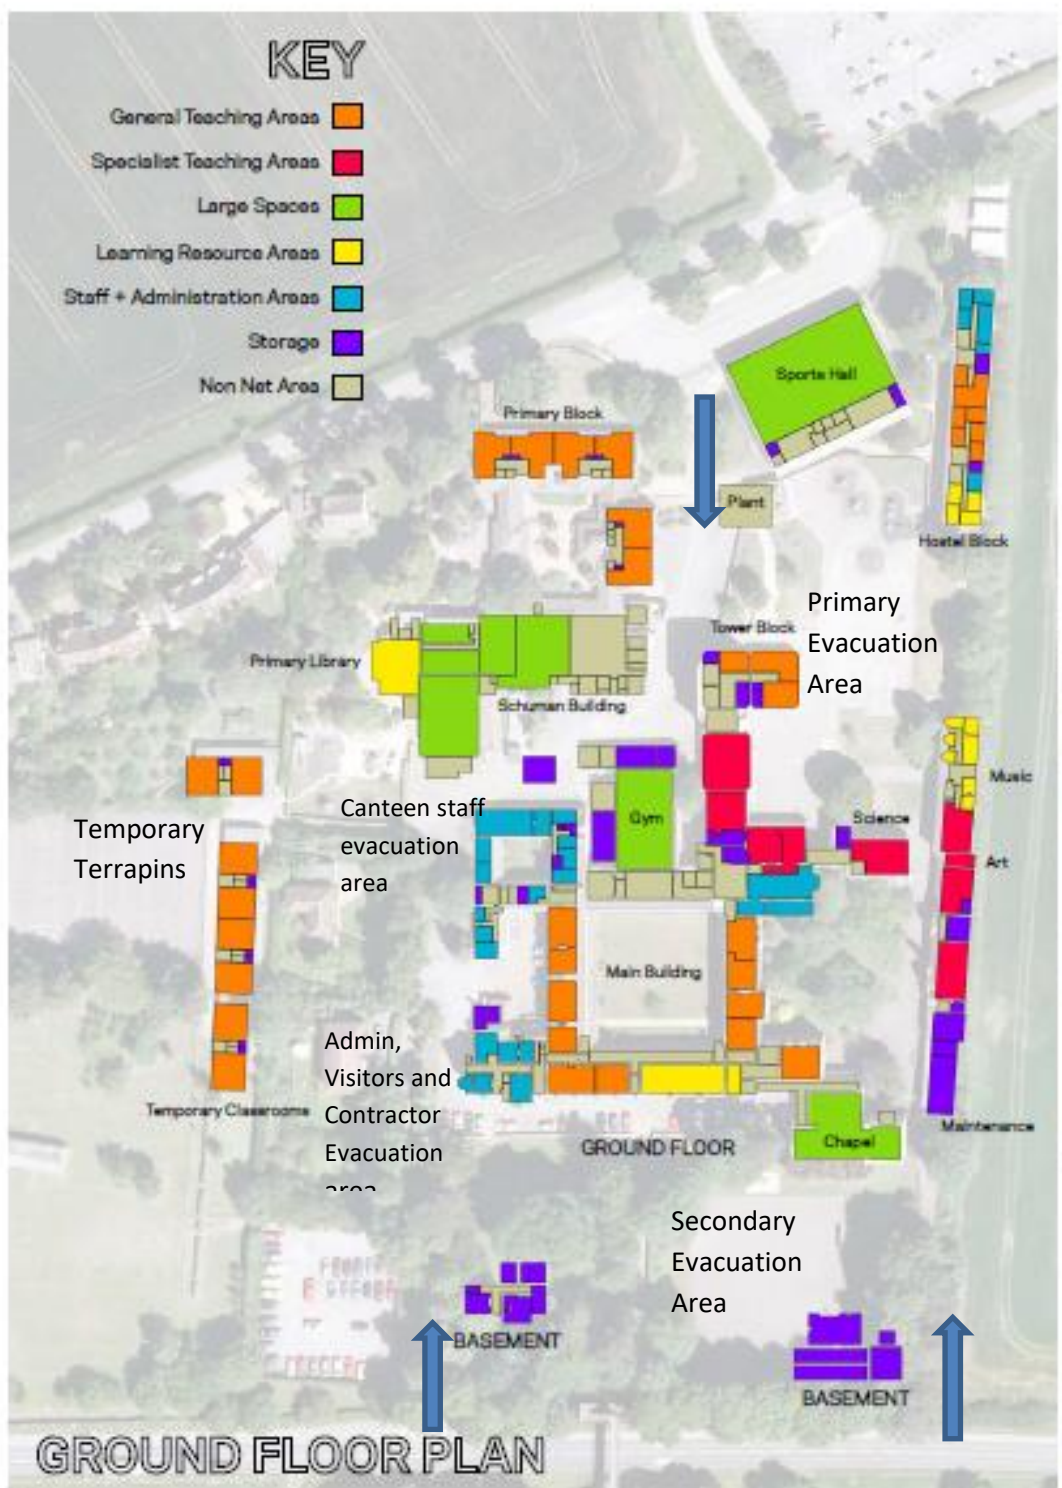 KEY
General Teaching Areas
Specialist Teaching Areas
Large Spaces
Learning Resource Areas
Staff + Administration Areas
Storage
Non Net Area
Sports Hall
Primary Block
Plant
Hostel Block
Primary
Evacuation
Area
Tower Block
Primary Library
Schuman Building
Music
Temporary
Terrapins
Canteen staff
evacuation
area
Gym
Science
Art
Main Building
Admin,
Visitors and
Contractor
Evacuation
area
Temporary Classrooms
GROUND FLOOR
Chapel
Maintenance
Secondary
Evacuation
Area
BASEMENT
BASEMENT
GROUND FLOOR PLAN